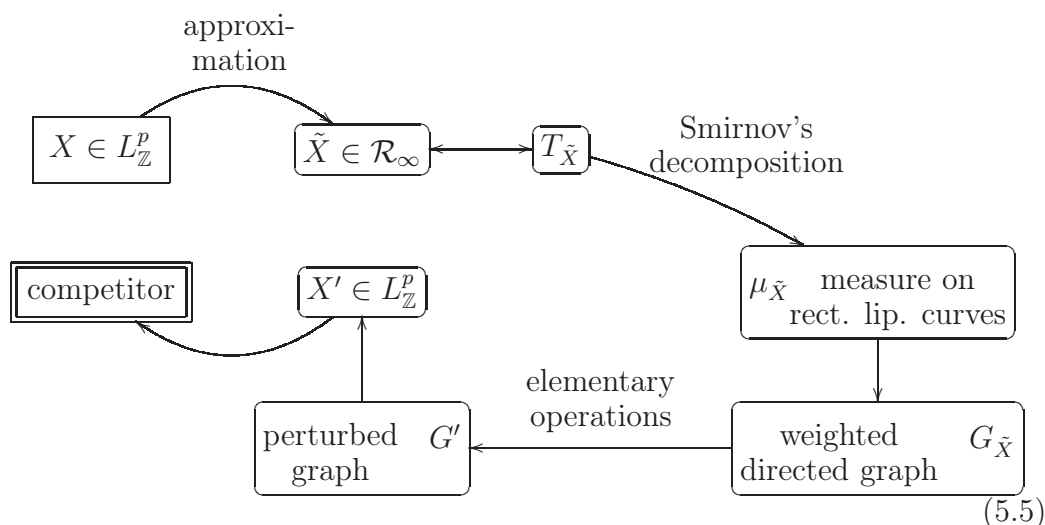 approxi-
mation
X ∈ L^p_ℤ
X̃ ∈ ℛ_∞
T_X̃
Smirnov's
decomposition
μ_X̃ measure on
rect. lip. curves
competitor
X′ ∈ L^p_ℤ
elementary
operations
perturbed G′
graph
weighted G_X̃
directed graph
(5.5)